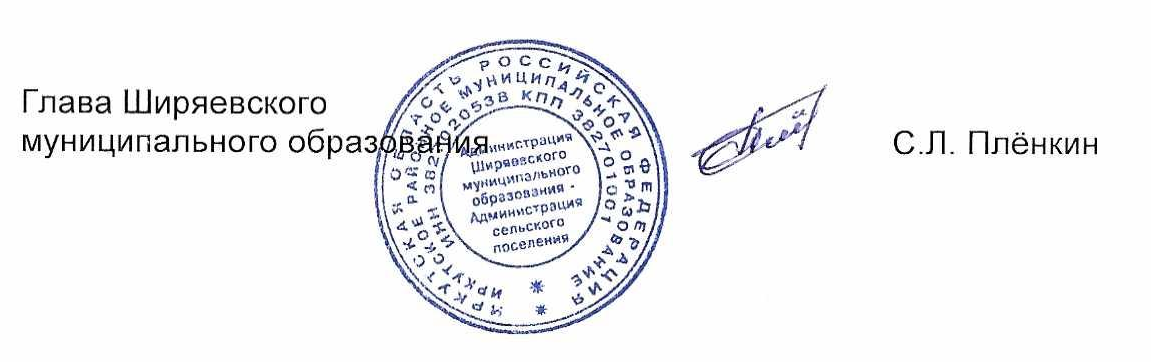 Глава Ширяевского
муниципального образования
С.Л. Плёнкин
РОССИЙСКАЯ ФЕДЕРАЦИЯ
ИРКУТСКАЯ ОБЛАСТЬ
ИРКУТСКОЕ РАЙОННОЕ МУНИЦИПАЛЬНОЕ ОБРАЗОВАНИЕ
ИНН 3827020538 КПП 382701001
Администрация
Ширяевского
муниципального
образования -
Администрация
сельского
поселения